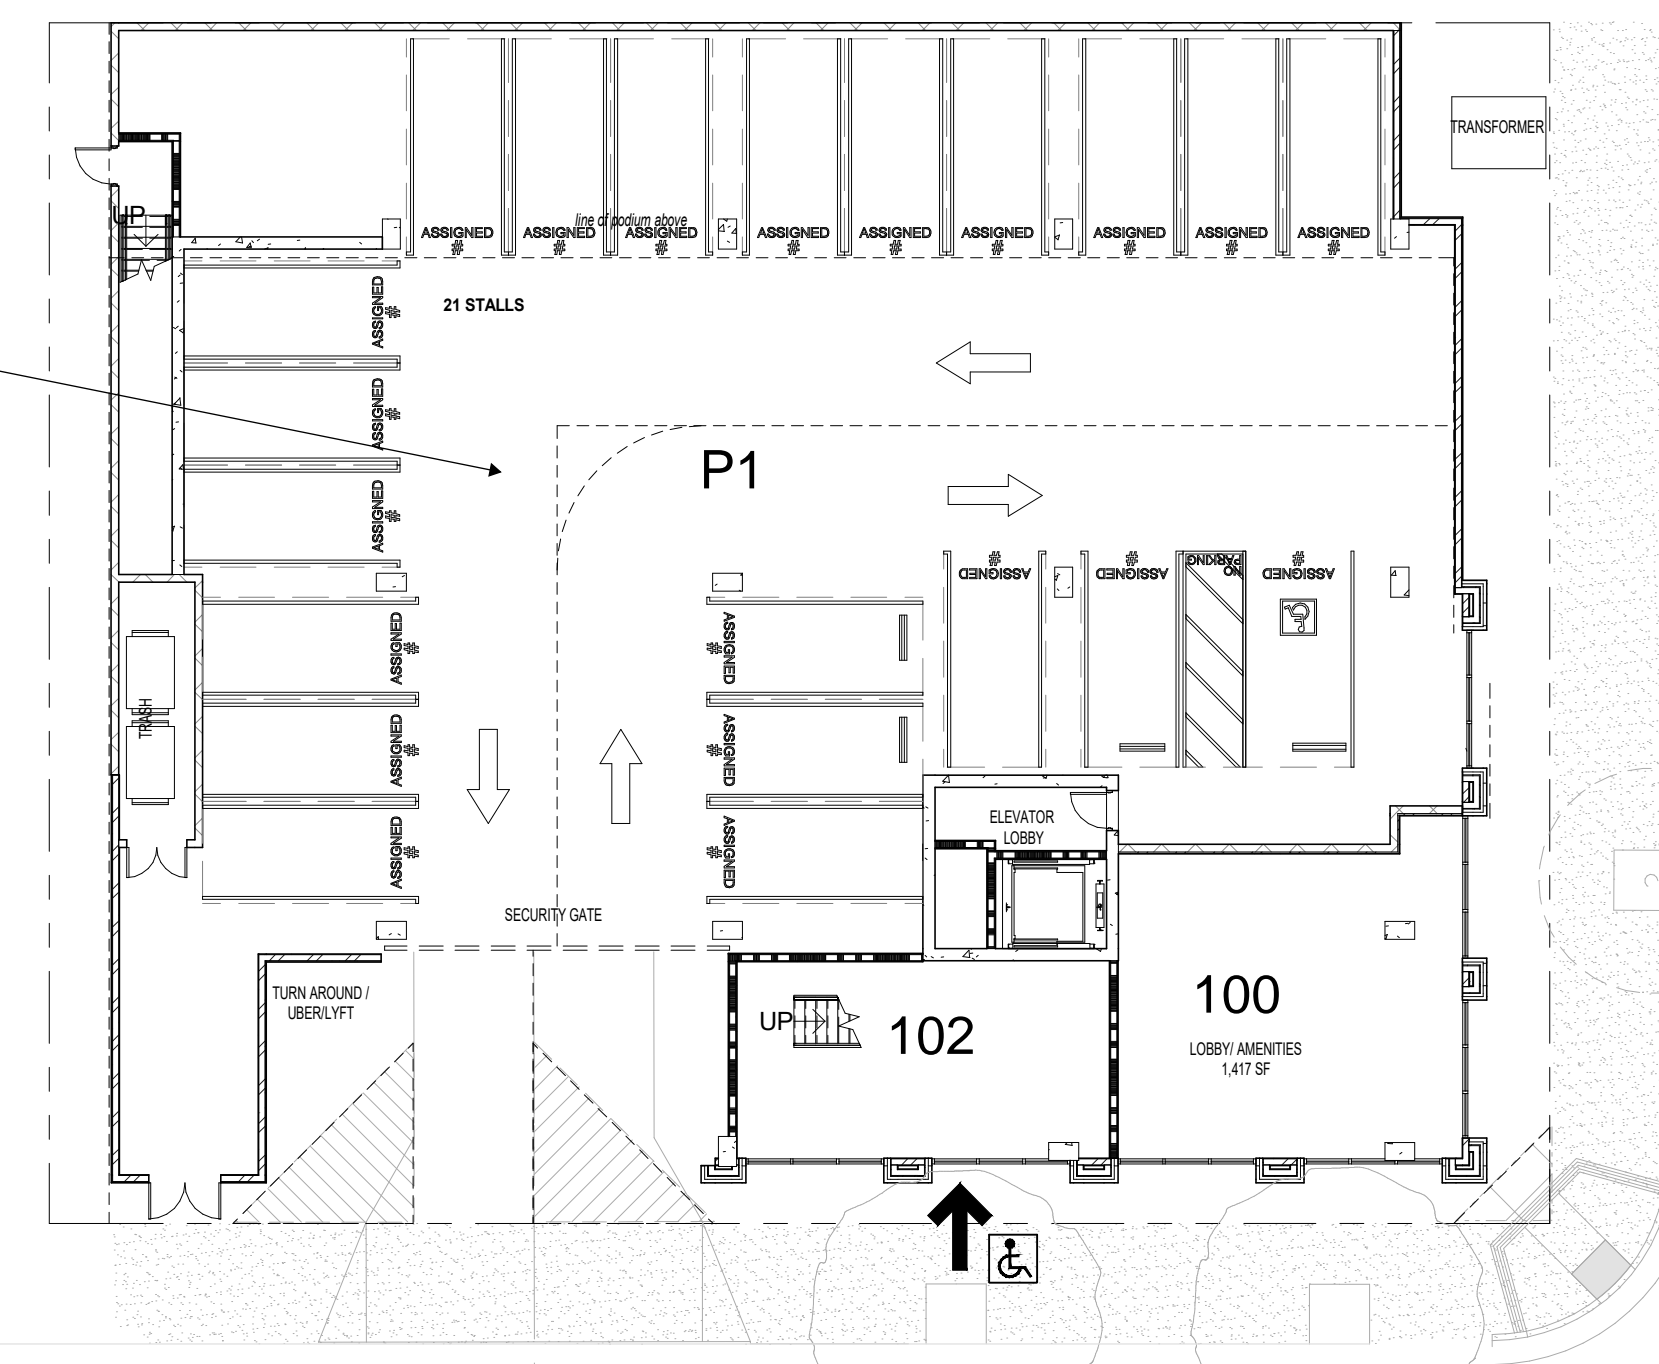 TRANSFORMER
UP
line of podium above
ASSIGNED ASSIGNED ASSIGNED ASSIGNED ASSIGNED ASSIGNED ASSIGNED ASSIGNED ASSIGNED
# # # # # # # # #
21 STALLS
ASSIGNED
#
ASSIGNED
#
ASSIGNED
#
P1
ASSIGNED
#
ASSIGNED
#
NO
PARKING
ASSIGNED
#
ASSIGNED
#
ASSIGNED
#
ASSIGNED
#
ASSIGNED
#
ASSIGNED
#
ASSIGNED
#
TRASH
ELEVATOR
LOBBY
SECURITY GATE
TURN AROUND /
UBER/LYFT
UP
102
100
LOBBY/ AMENITIES
1,417 SF